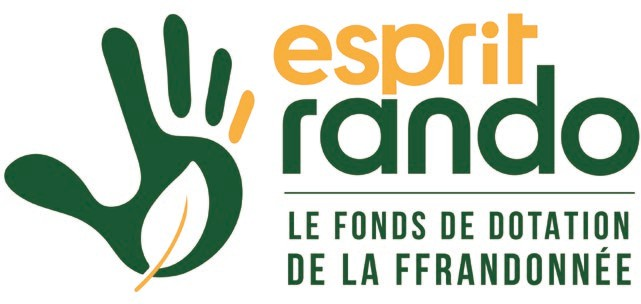 esprit
rando
LE FONDS DE DOTATION
DE LA FFRANDONNÉE